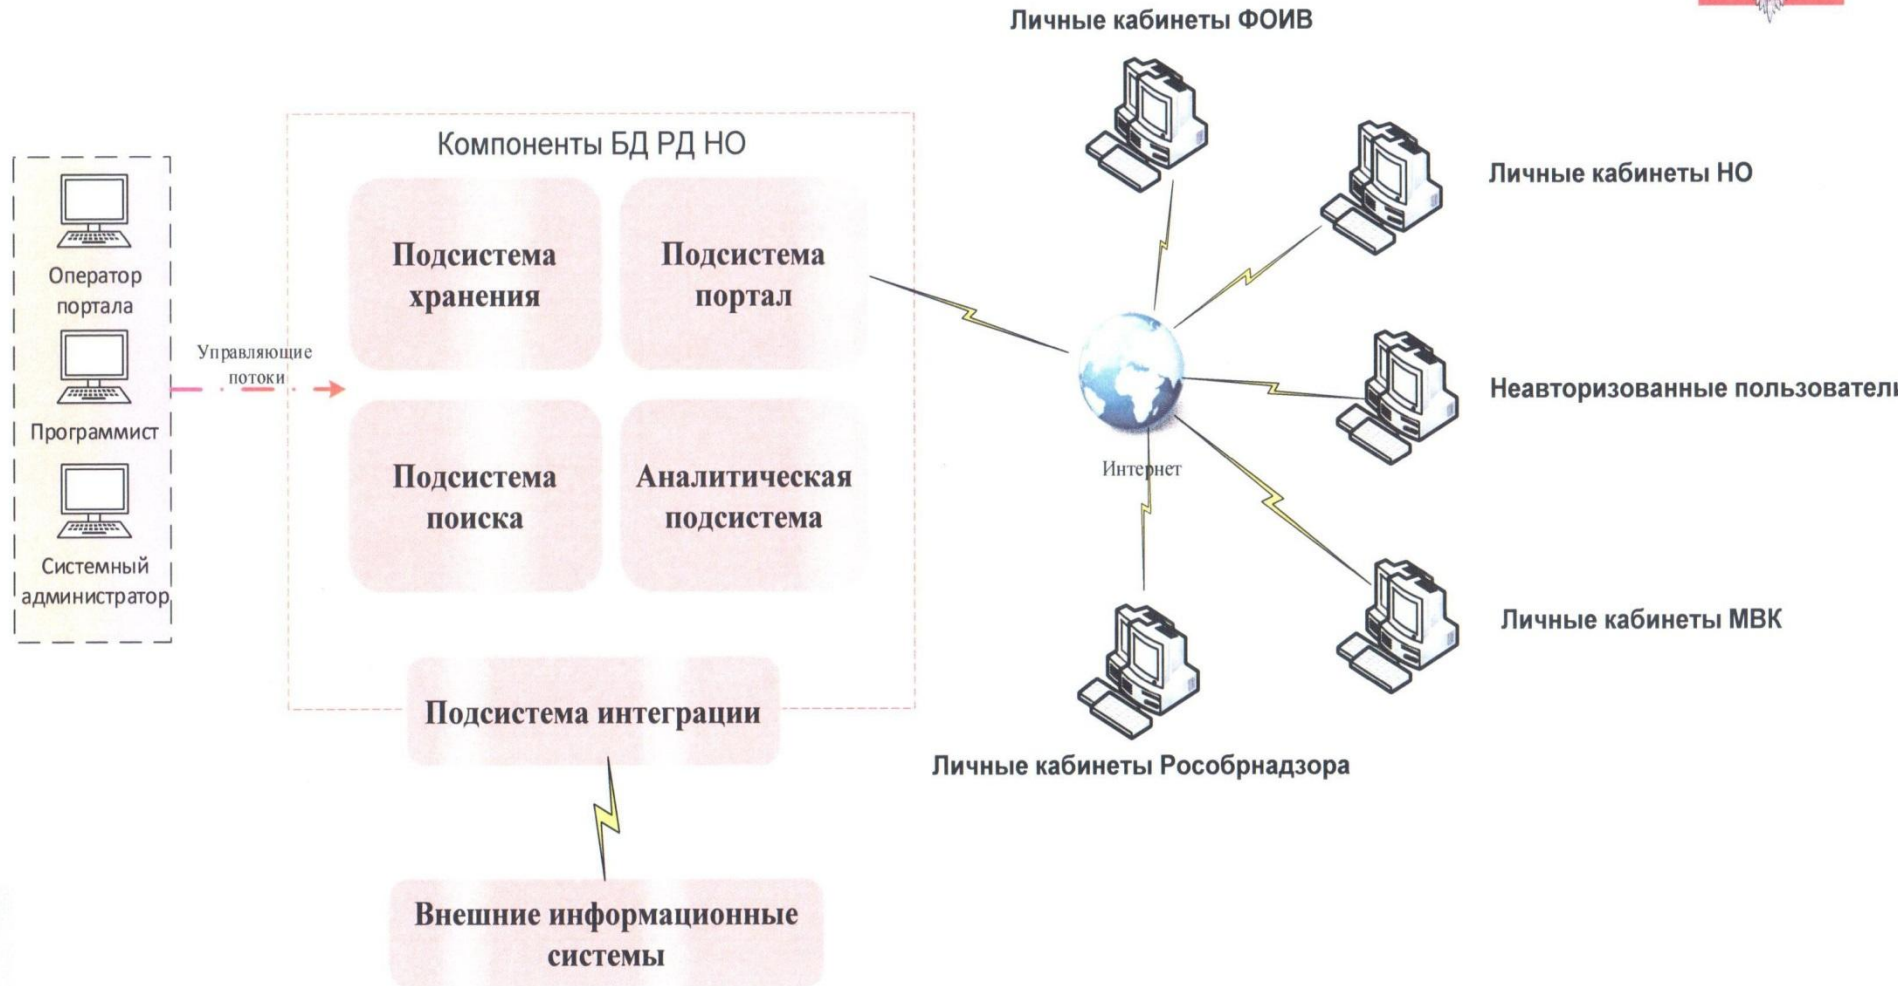 Личные кабинеты ФОИВ
Компоненты БД РД НО
Личные кабинеты НО
Оператор
портала
Подсистема
хранения
Подсистема
портал
Управляющие
потоки
Программист
Неавторизованные пользователи
Подсистема
поиска
Аналитическая
подсистема
Интернет
Системный
администратор
Личные кабинеты МВК
Подсистема интеграции
Личные кабинеты Рособрнадзора
Внешние информационные
системы